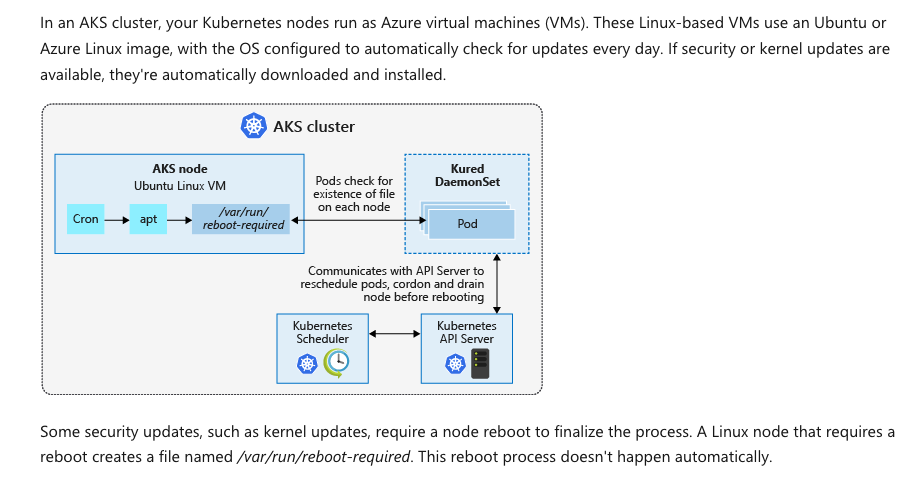 In an AKS cluster, your Kubernetes nodes run as Azure virtual machines (VMs). These Linux-based VMs use an Ubuntu or
Azure Linux image, with the OS configured to automatically check for updates every day. If security or kernel updates are
available, they're automatically downloaded and installed.
AKS cluster
AKS node
Ubuntu Linux VM
Cron
apt
/var/run/
reboot-required
Pods check for
existence of file
on each node
Kured
DaemonSet
Pod
Communicates with API Server to
reschedule pods, cordon and drain
node before rebooting
Kubernetes
Scheduler
Kubernetes
API Server
Some security updates, such as kernel updates, require a node reboot to finalize the process. A Linux node that requires a
reboot creates a file named /var/run/reboot-required. This reboot process doesn't happen automatically.